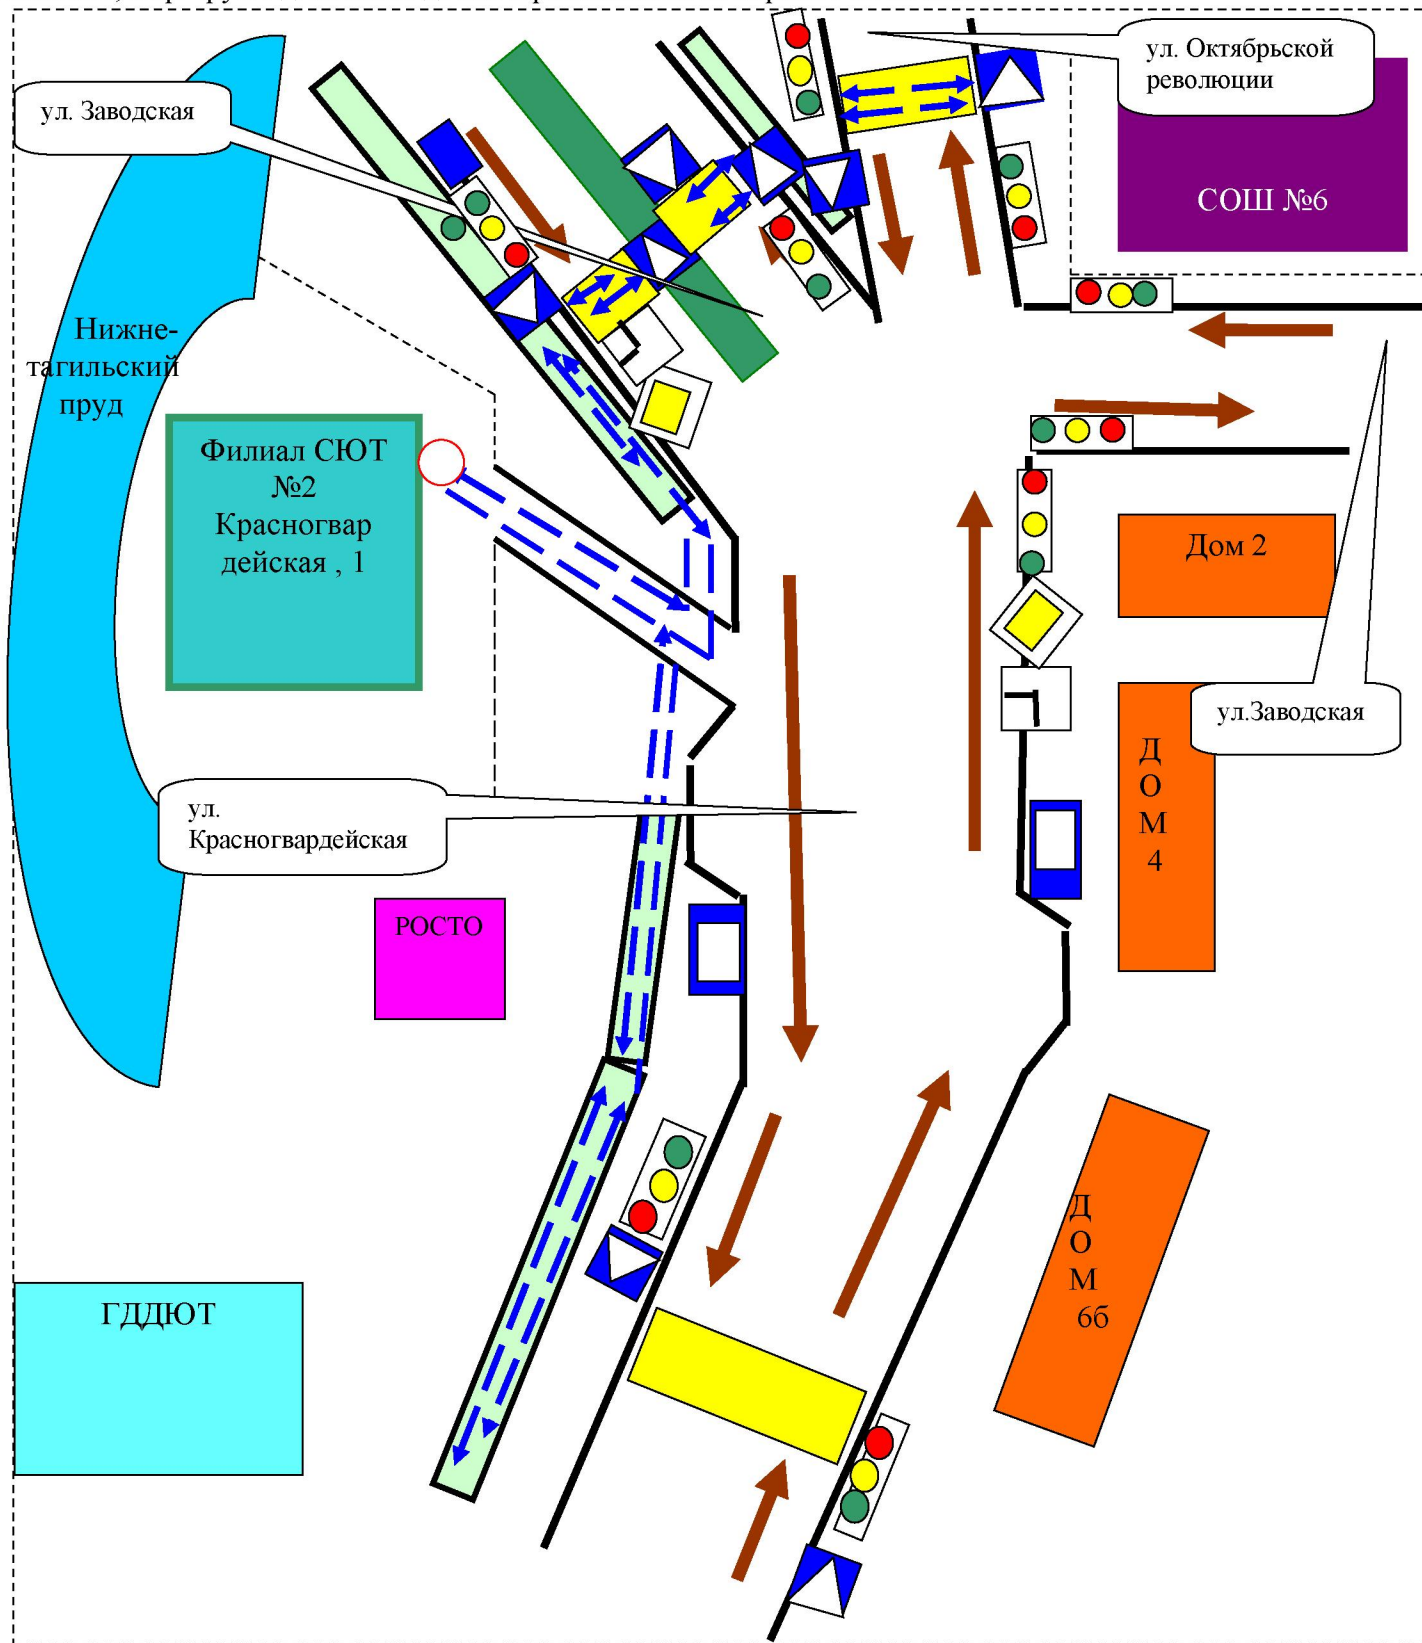 ул. Октябрьской
революции
ул. Заводская
СОШ №6
Нижне-
тагильский
пруд
Филиал СЮТ
№2
Красногвар
дейская , 1
Дом 2
ул.Заводская
Д
О
М
4
ул.
Красногвардейская
РОСТО
Д
О
М
6б
ГДДЮТ